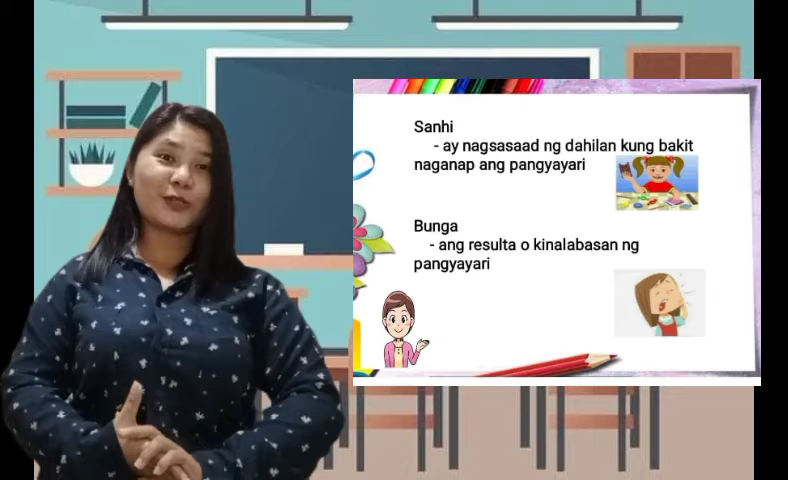 Sanhi
- ay nagsasaad ng dahilan kung bakit
naganap ang pangyayari
Bunga
- ang resulta o kinalabasan ng
pangyayari